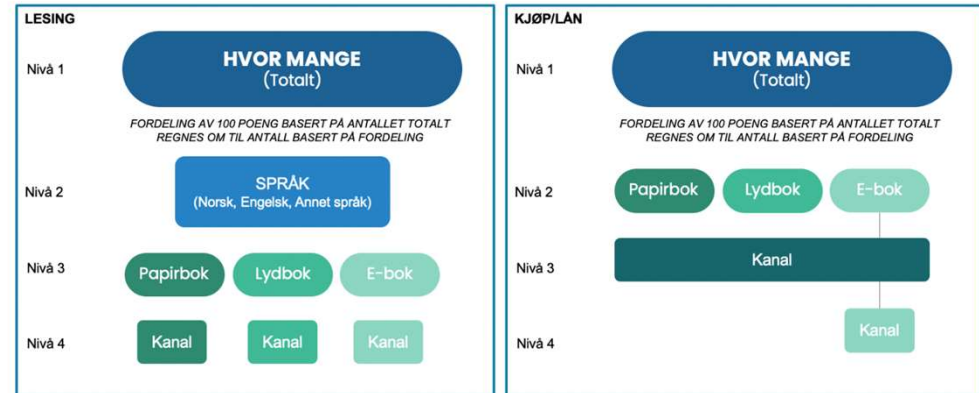 LESING
Nivå 1
HVOR MANGE
(Totalt)
FORDELING AV 100 POENG BASERT PÅ ANTALLET TOTALT
REGNES OM TIL ANTALL BASERT PÅ FORDELING
Nivå 2
SPRÅK
(Norsk, Engelsk, Annet språk)
Nivå 3
Papirbok Lydbok E-bok
Nivå 4
Kanal Kanal Kanal
KJØP/LÅN
Nivå 1
HVOR MANGE
(Totalt)
FORDELING AV 100 POENG BASERT PÅ ANTALLET TOTALT
REGNES OM TIL ANTALL BASERT PÅ FORDELING
Nivå 2
Papirbok Lydbok E-bok
Nivå 3
Kanal
Nivå 4
Kanal